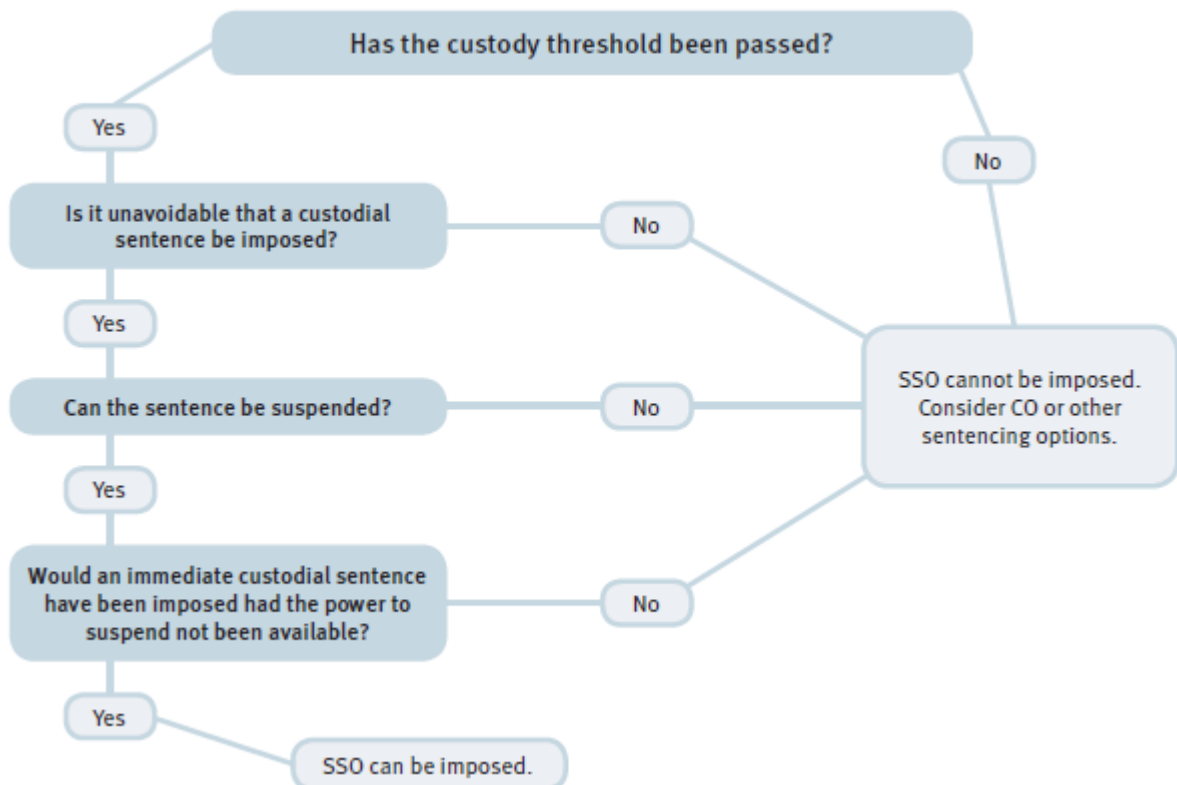 Has the custody threshold been passed?
Yes
No
Is it unavoidable that a custodial
sentence be imposed?
No
Yes
SSO cannot be imposed.
Consider CO or other
sentencing options.
Can the sentence be suspended?
No
Yes
Would an immediate custodial sentence
have been imposed had the power to
suspend not been available?
No
Yes
SSO can be imposed.